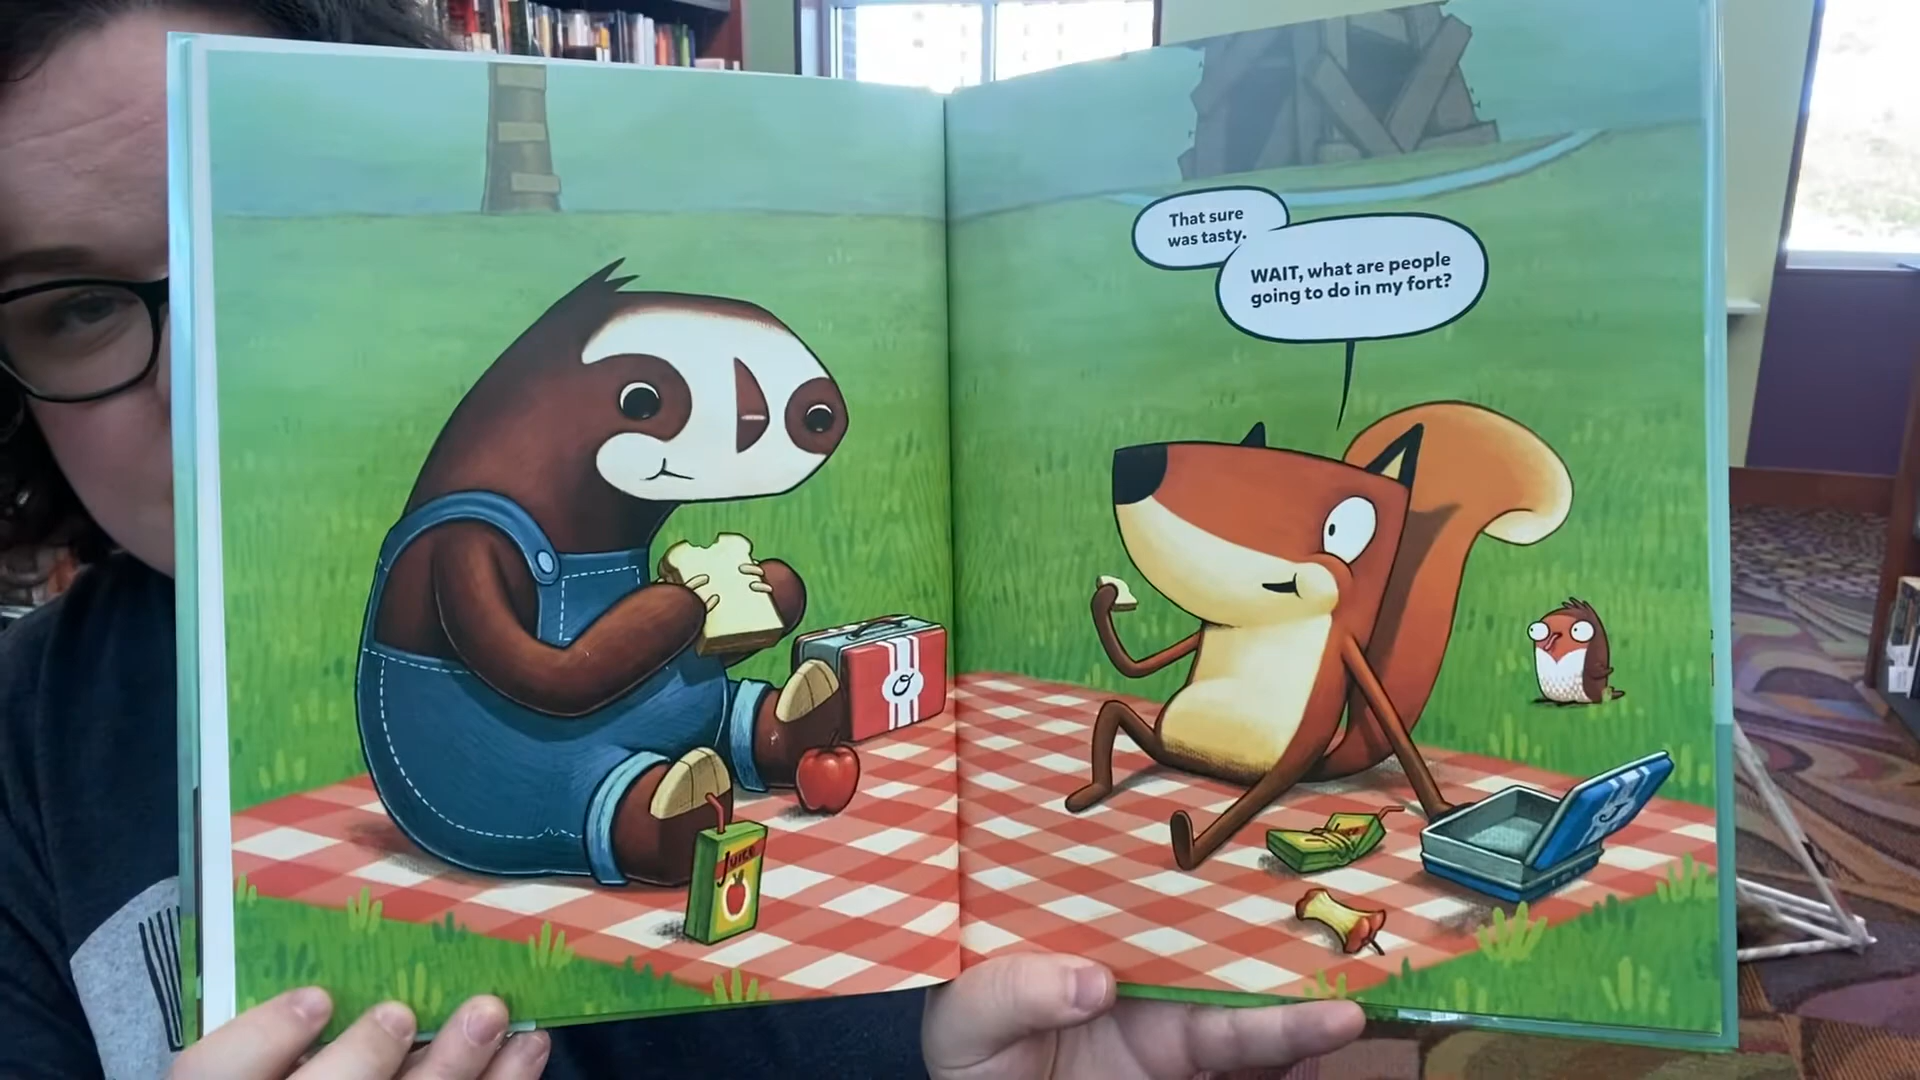 That sure
was tasty.
WAIT, what are people
going to do in my fort?
O
JUICE
J